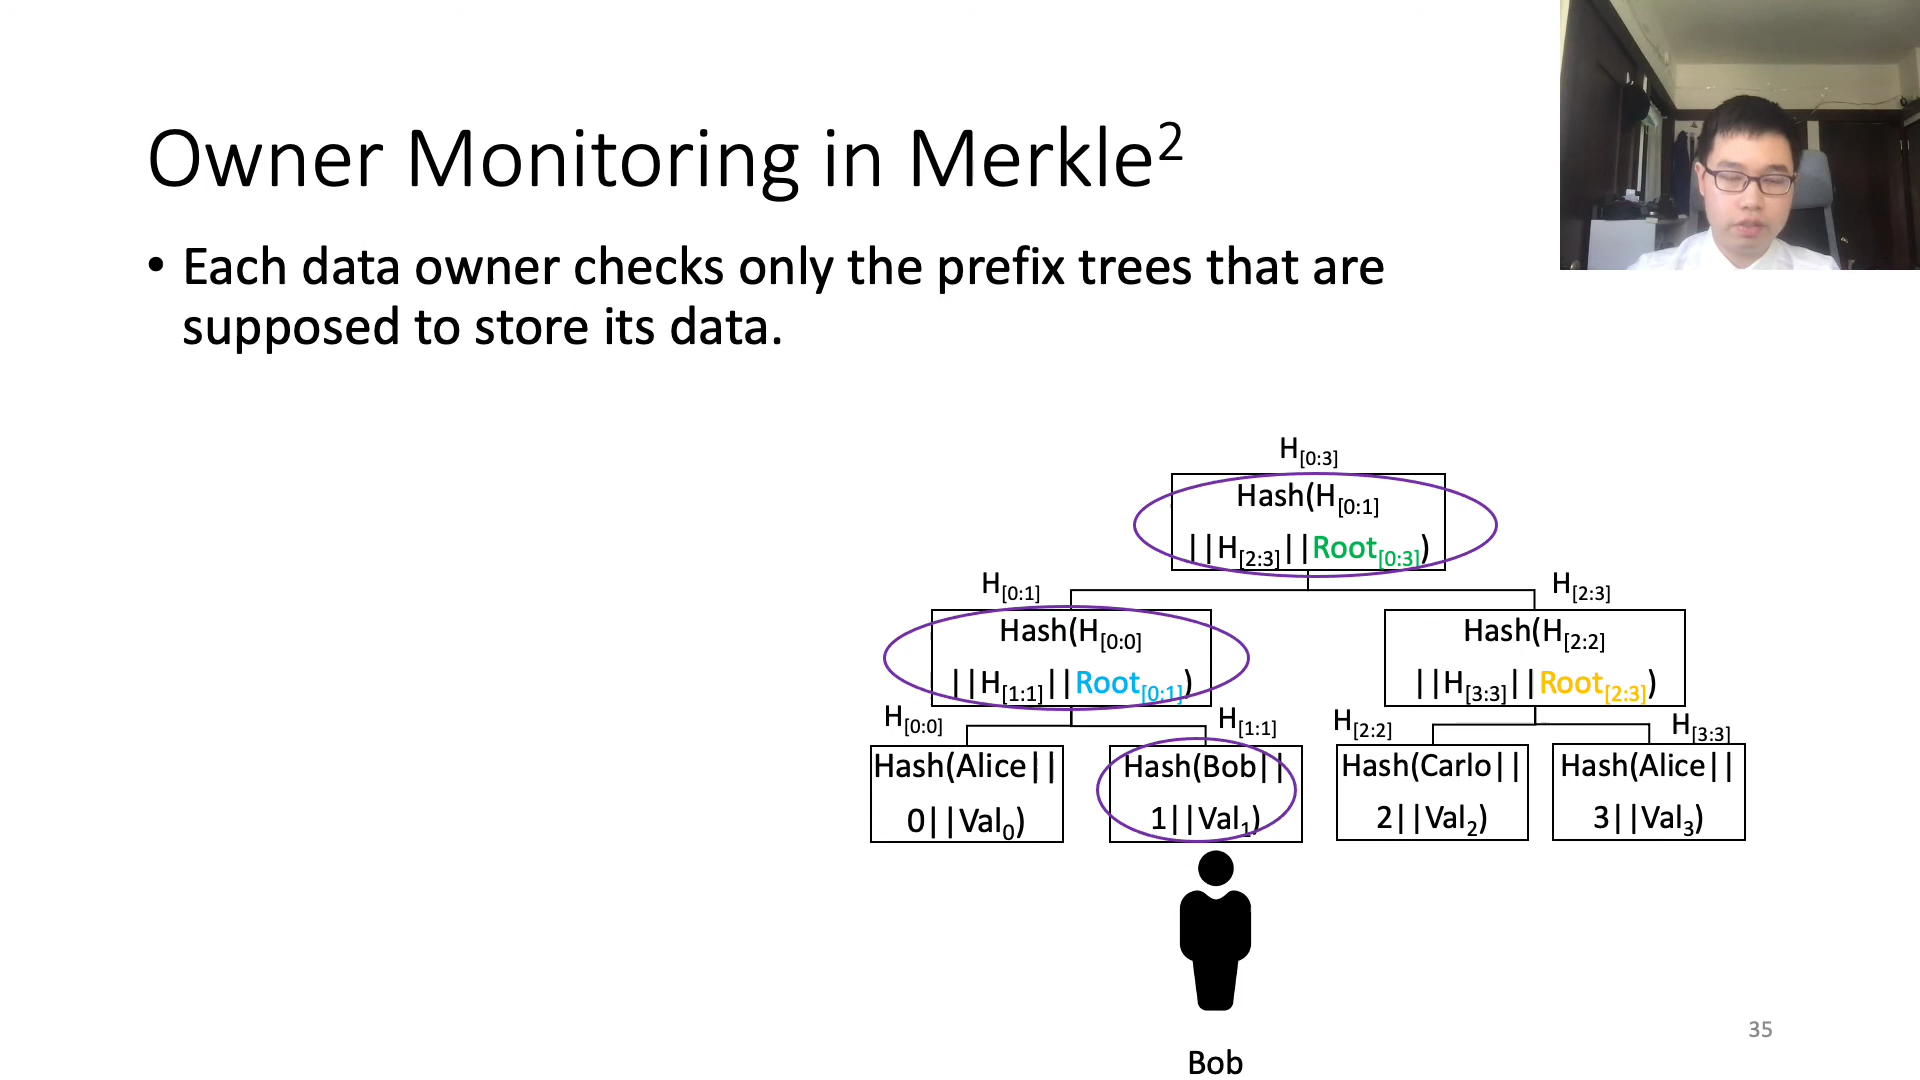 Owner Monitoring in Merkle²
• Each data owner checks only the prefix trees that are
supposed to store its data.
H[0:3]
Hash(H[0:1]
||H[2:3]||Root[0:3])
H[0:1]
H[2:3]
Hash(H[0:0]
||H[1:1]||Root[0:1])
Hash(H[2:2]
||H[3:3]||Root[2:3])
H[0:0]
H[1:1]
H[2:2]
H[3:3]
Hash(Alice||
0||Val₀)
Hash(Bob||
1||Val₁)
Hash(Carlo||
2||Val₂)
Hash(Alice||
3||Val₃)
Bob
35